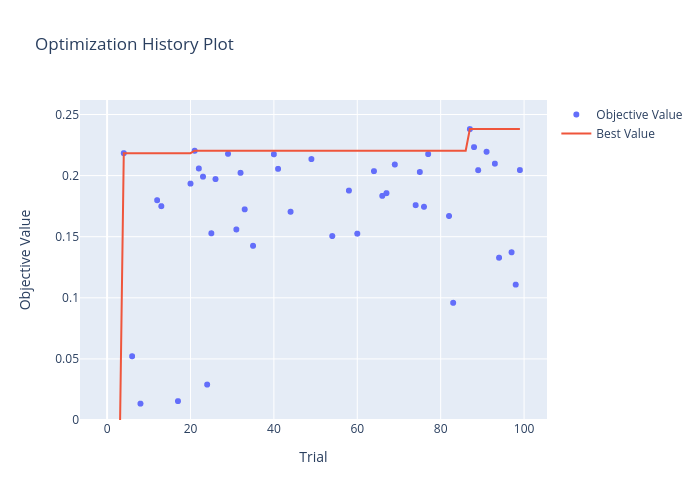 Optimization History Plot
Objective Value
Best Value
0.25
0.2
0.15
0.1
0.05
0
Objective Value
0
20
40
60
80
100
Trial